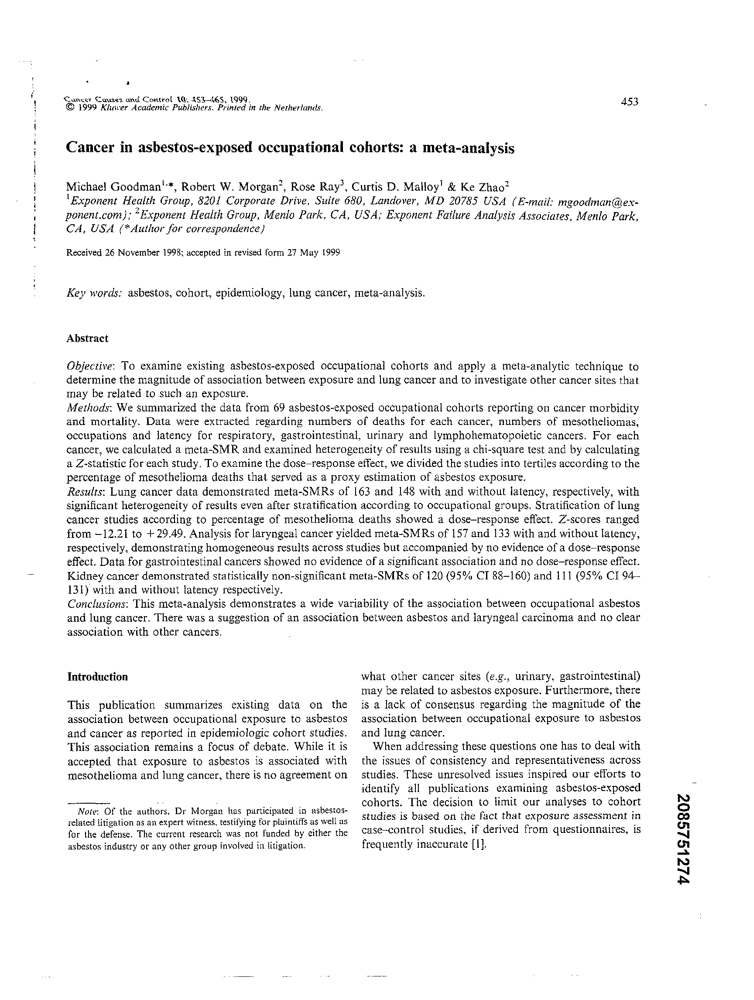 Cancer Causes and Control 10: 453–465, 1999.
© 1999 Kluwer Academic Publishers. Printed in the Netherlands.
453
Cancer in asbestos-exposed occupational cohorts: a meta-analysis
Michael Goodman1,*, Robert W. Morgan2, Rose Ray3, Curtis D. Malloy1 & Ke Zhao2
1Exponent Health Group, 8201 Corporate Drive, Suite 680, Landover, MD 20785 USA (E-mail: mgoodman@ex-
ponent.com); 2Exponent Health Group, Menlo Park, CA, USA; Exponent Failure Analysis Associates, Menlo Park,
CA, USA (*Author for correspondence)
Received 26 November 1998; accepted in revised form 27 May 1999
Key words: asbestos, cohort, epidemiology, lung cancer, meta-analysis.
Abstract
Objective: To examine existing asbestos-exposed occupational cohorts and apply a meta-analytic technique to
determine the magnitude of association between exposure and lung cancer and to investigate other cancer sites that
may be related to such an exposure.
Methods: We summarized the data from 69 asbestos-exposed occupational cohorts reporting on cancer morbidity
and mortality. Data were extracted regarding numbers of deaths for each cancer, numbers of mesotheliomas,
occupations and latency for respiratory, gastrointestinal, urinary and lymphohematopoietic cancers. For each
cancer, we calculated a meta-SMR and examined heterogeneity of results using a chi-square test and by calculating
a Z-statistic for each study. To examine the dose–response effect, we divided the studies into tertiles according to the
percentage of mesothelioma deaths that served as a proxy estimation of asbestos exposure.
Results: Lung cancer data demonstrated meta-SMRs of 163 and 148 with and without latency, respectively, with
significant heterogeneity of results even after stratification according to occupational groups. Stratification of lung
cancer studies according to percentage of mesothelioma deaths showed a dose–response effect. Z-scores ranged
from −12.21 to +29.49. Analysis for laryngeal cancer yielded meta-SMRs of 157 and 133 with and without latency,
respectively, demonstrating homogeneous results across studies but accompanied by no evidence of a dose–response
effect. Data for gastrointestinal cancers showed no evidence of a significant association and no dose–response effect.
Kidney cancer demonstrated statistically non-significant meta-SMRs of 120 (95% CI 88–160) and 111 (95% CI 94–
131) with and without latency respectively.
Conclusions: This meta-analysis demonstrates a wide variability of the association between occupational asbestos
and lung cancer. There was a suggestion of an association between asbestos and laryngeal carcinoma and no clear
association with other cancers.
Introduction
This publication summarizes existing data on the
association between occupational exposure to asbestos
and cancer as reported in epidemiologic cohort studies.
This association remains a focus of debate. While it is
accepted that exposure to asbestos is associated with
mesothelioma and lung cancer, there is no agreement on
Note: Of the authors, Dr Morgan has participated in asbestos-
related litigation as an expert witness, testifying for plaintiffs as well as
for the defense. The current research was not funded by either the
asbestos industry or any other group involved in litigation.
what other cancer sites (e.g., urinary, gastrointestinal)
may be related to asbestos exposure. Furthermore, there
is a lack of consensus regarding the magnitude of the
association between occupational exposure to asbestos
and lung cancer.
When addressing these questions one has to deal with
the issues of consistency and representativeness across
studies. These unresolved issues inspired our efforts to
identify all publications examining asbestos-exposed
cohorts. The decision to limit our analyses to cohort
studies is based on the fact that exposure assessment in
case–control studies, if derived from questionnaires, is
frequently inaccurate [1].
2085751274